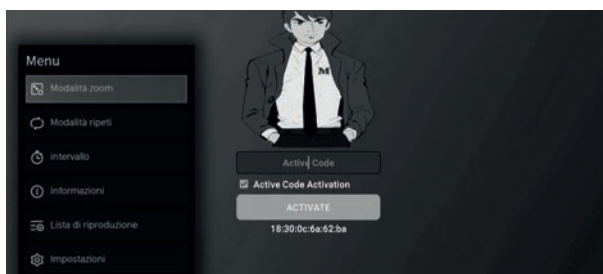 Menu
Modalità zoom
Modalità ripeti
intervallo
Informazioni
Lista di riproduzione
Impostazioni
M
Active Code
Active Code Activation
ACTIVATE
18:30:0c:6a:62:ba